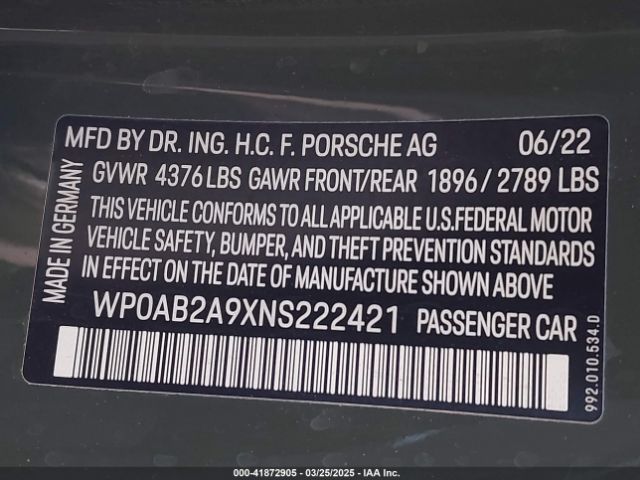 MFD BY DR. ING. H.C. F. PORSCHE AG 06/22
GVWR 4376 LBS GAWR FRONT/REAR 1896 / 2789 LBS
THIS VEHICLE CONFORMS TO ALL APPLICABLE U.S. FEDERAL MOTOR
VEHICLE SAFETY, BUMPER, AND THEFT PREVENTION STANDARDS
IN EFFECT ON THE DATE OF MANUFACTURE SHOWN ABOVE
WP0AB2A9XNS222421 PASSENGER CAR
MADE IN GERMANY
992.010.534.D
000-41872905 - 03/25/2025 - IAA Inc.